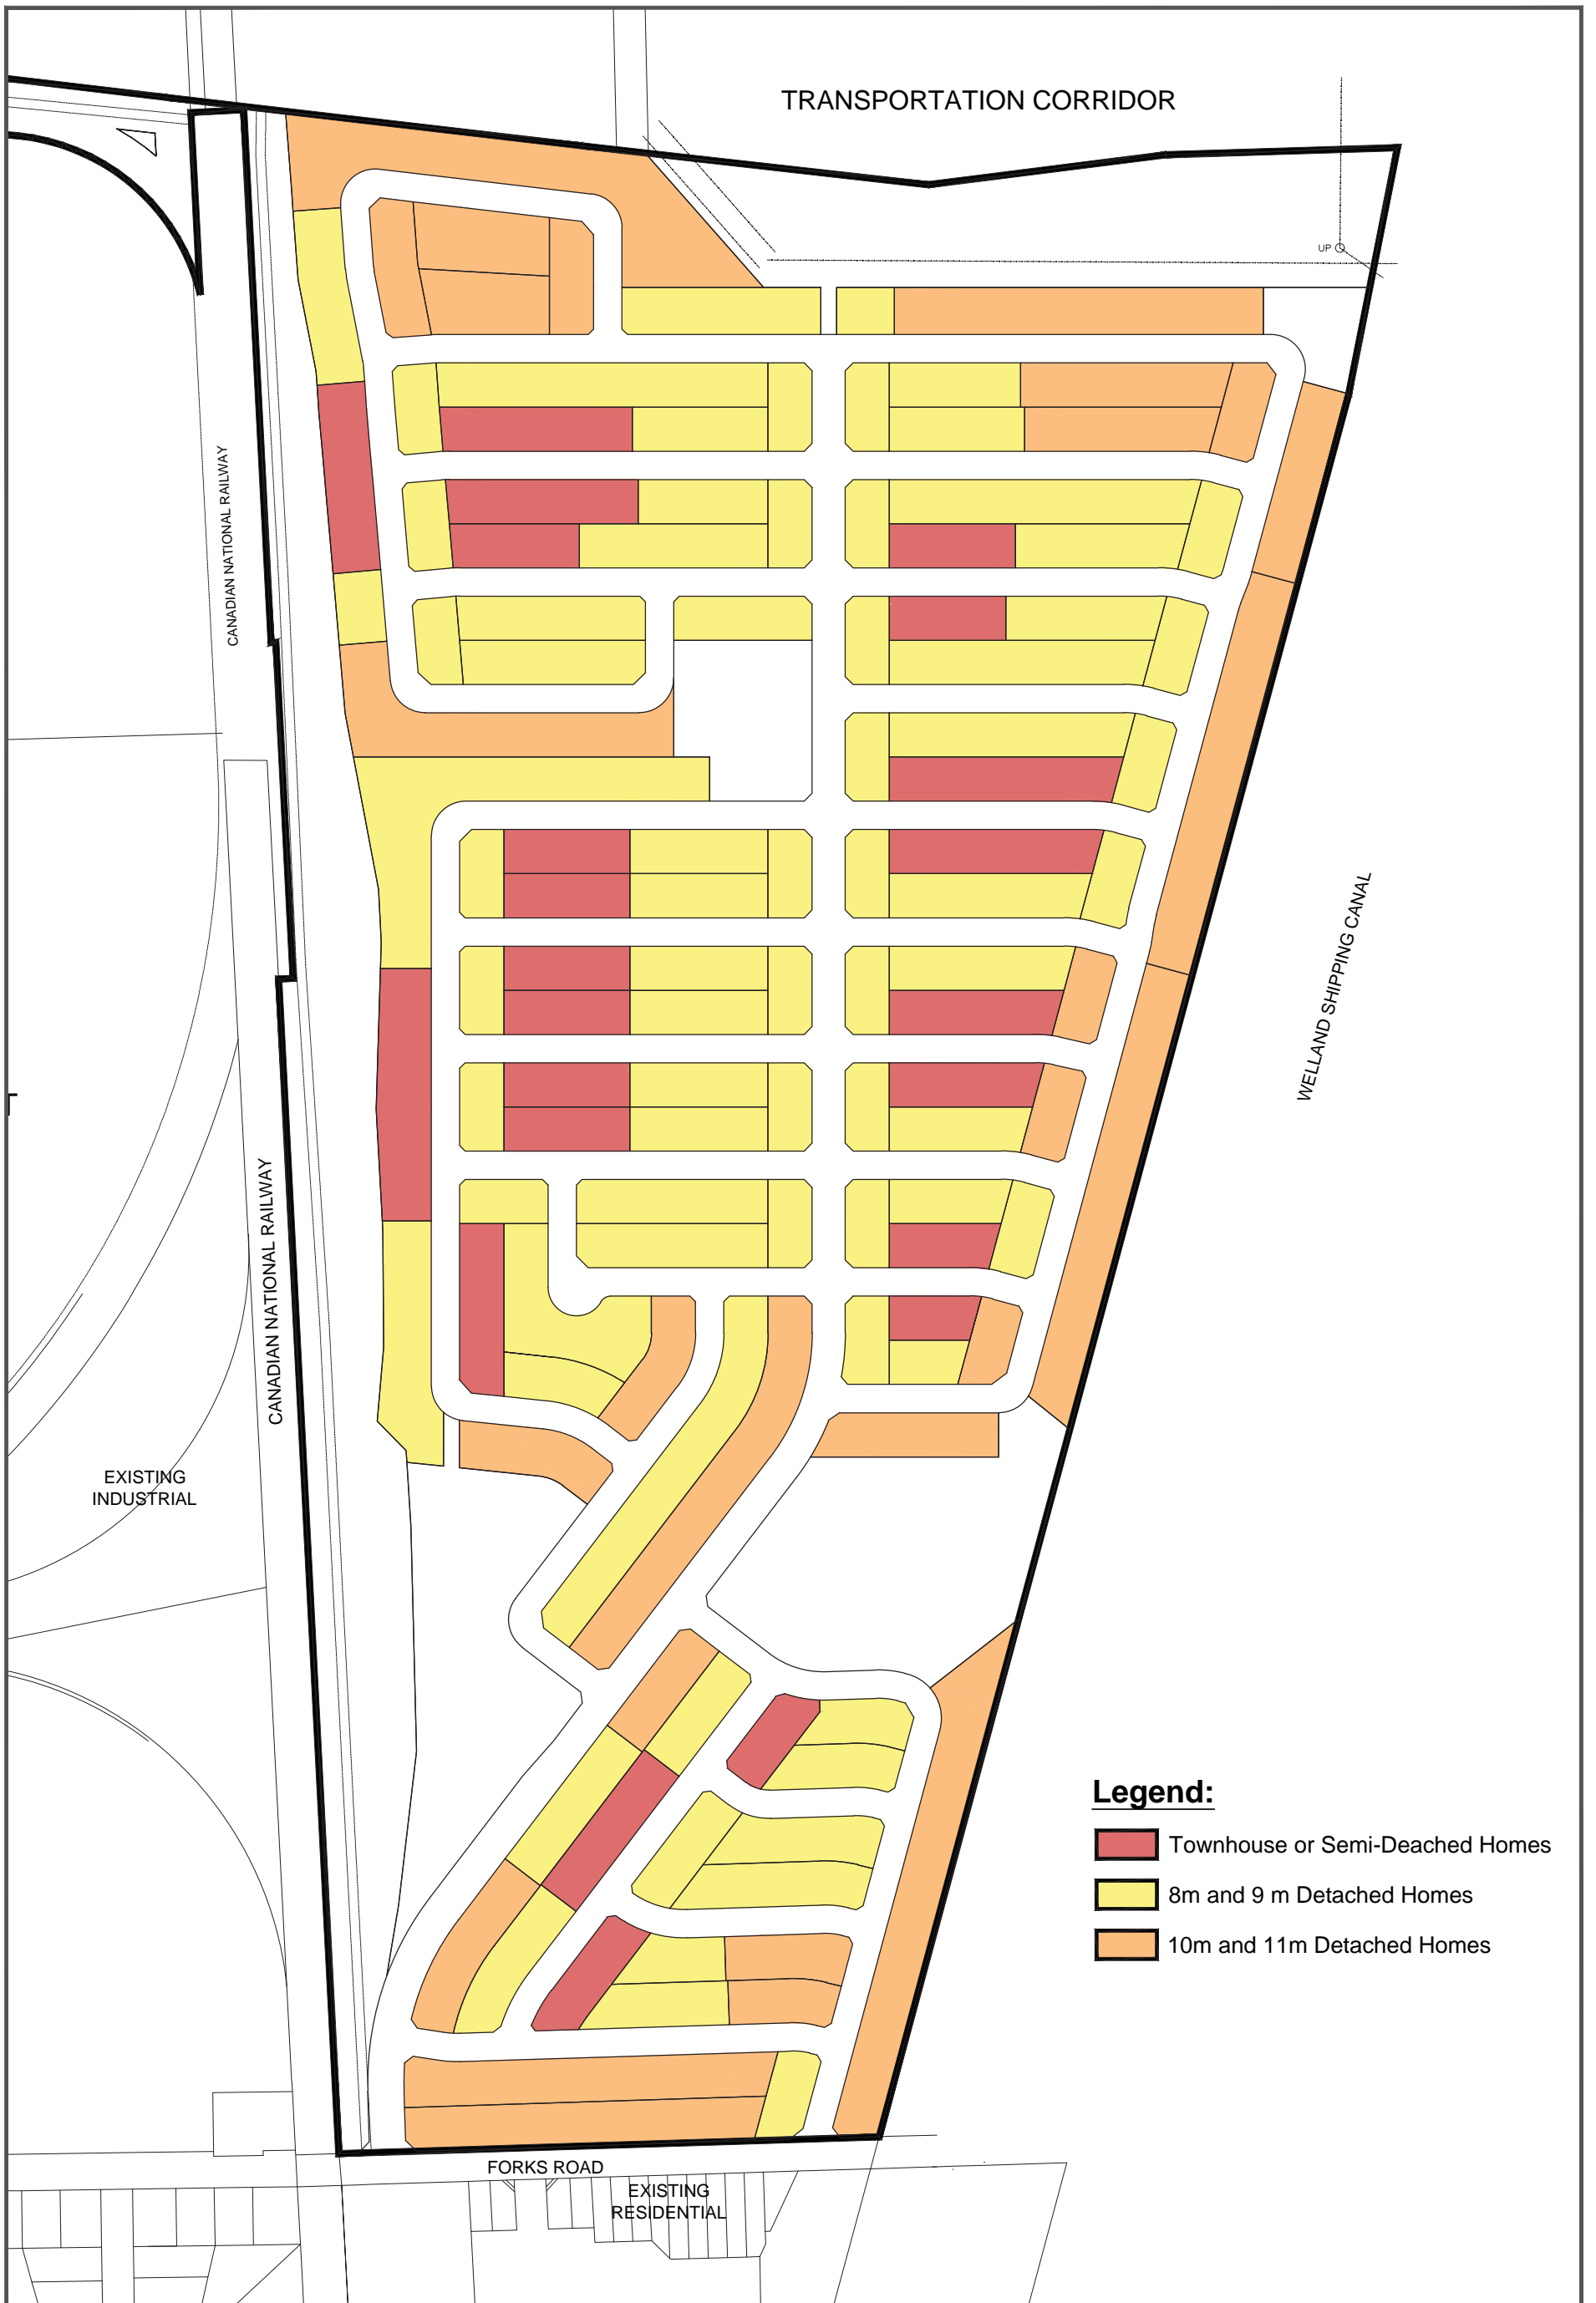 TRANSPORTATION CORRIDOR
UP
CANADIAN NATIONAL RAILWAY
WELLAND SHIPPING CANAL
CANADIAN NATIONAL RAILWAY
EXISTING
INDUSTRIAL
Legend:
Townhouse or Semi-Deached Homes
8m and 9 m Detached Homes
10m and 11m Detached Homes
FORKS ROAD
EXISTING
RESIDENTIAL